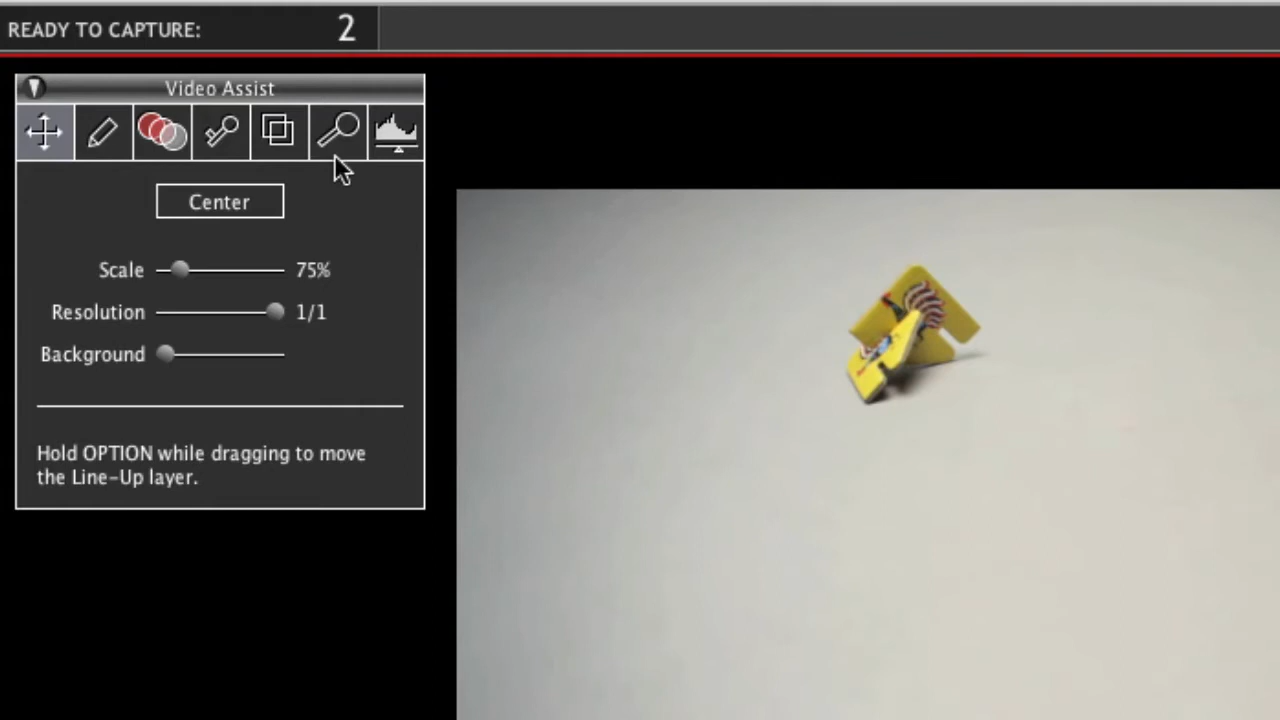 READY TO CAPTURE: 2
Video Assist
Center
Scale 75%
Resolution 1/1
Background
Hold OPTION while dragging to move
the Line-Up layer.